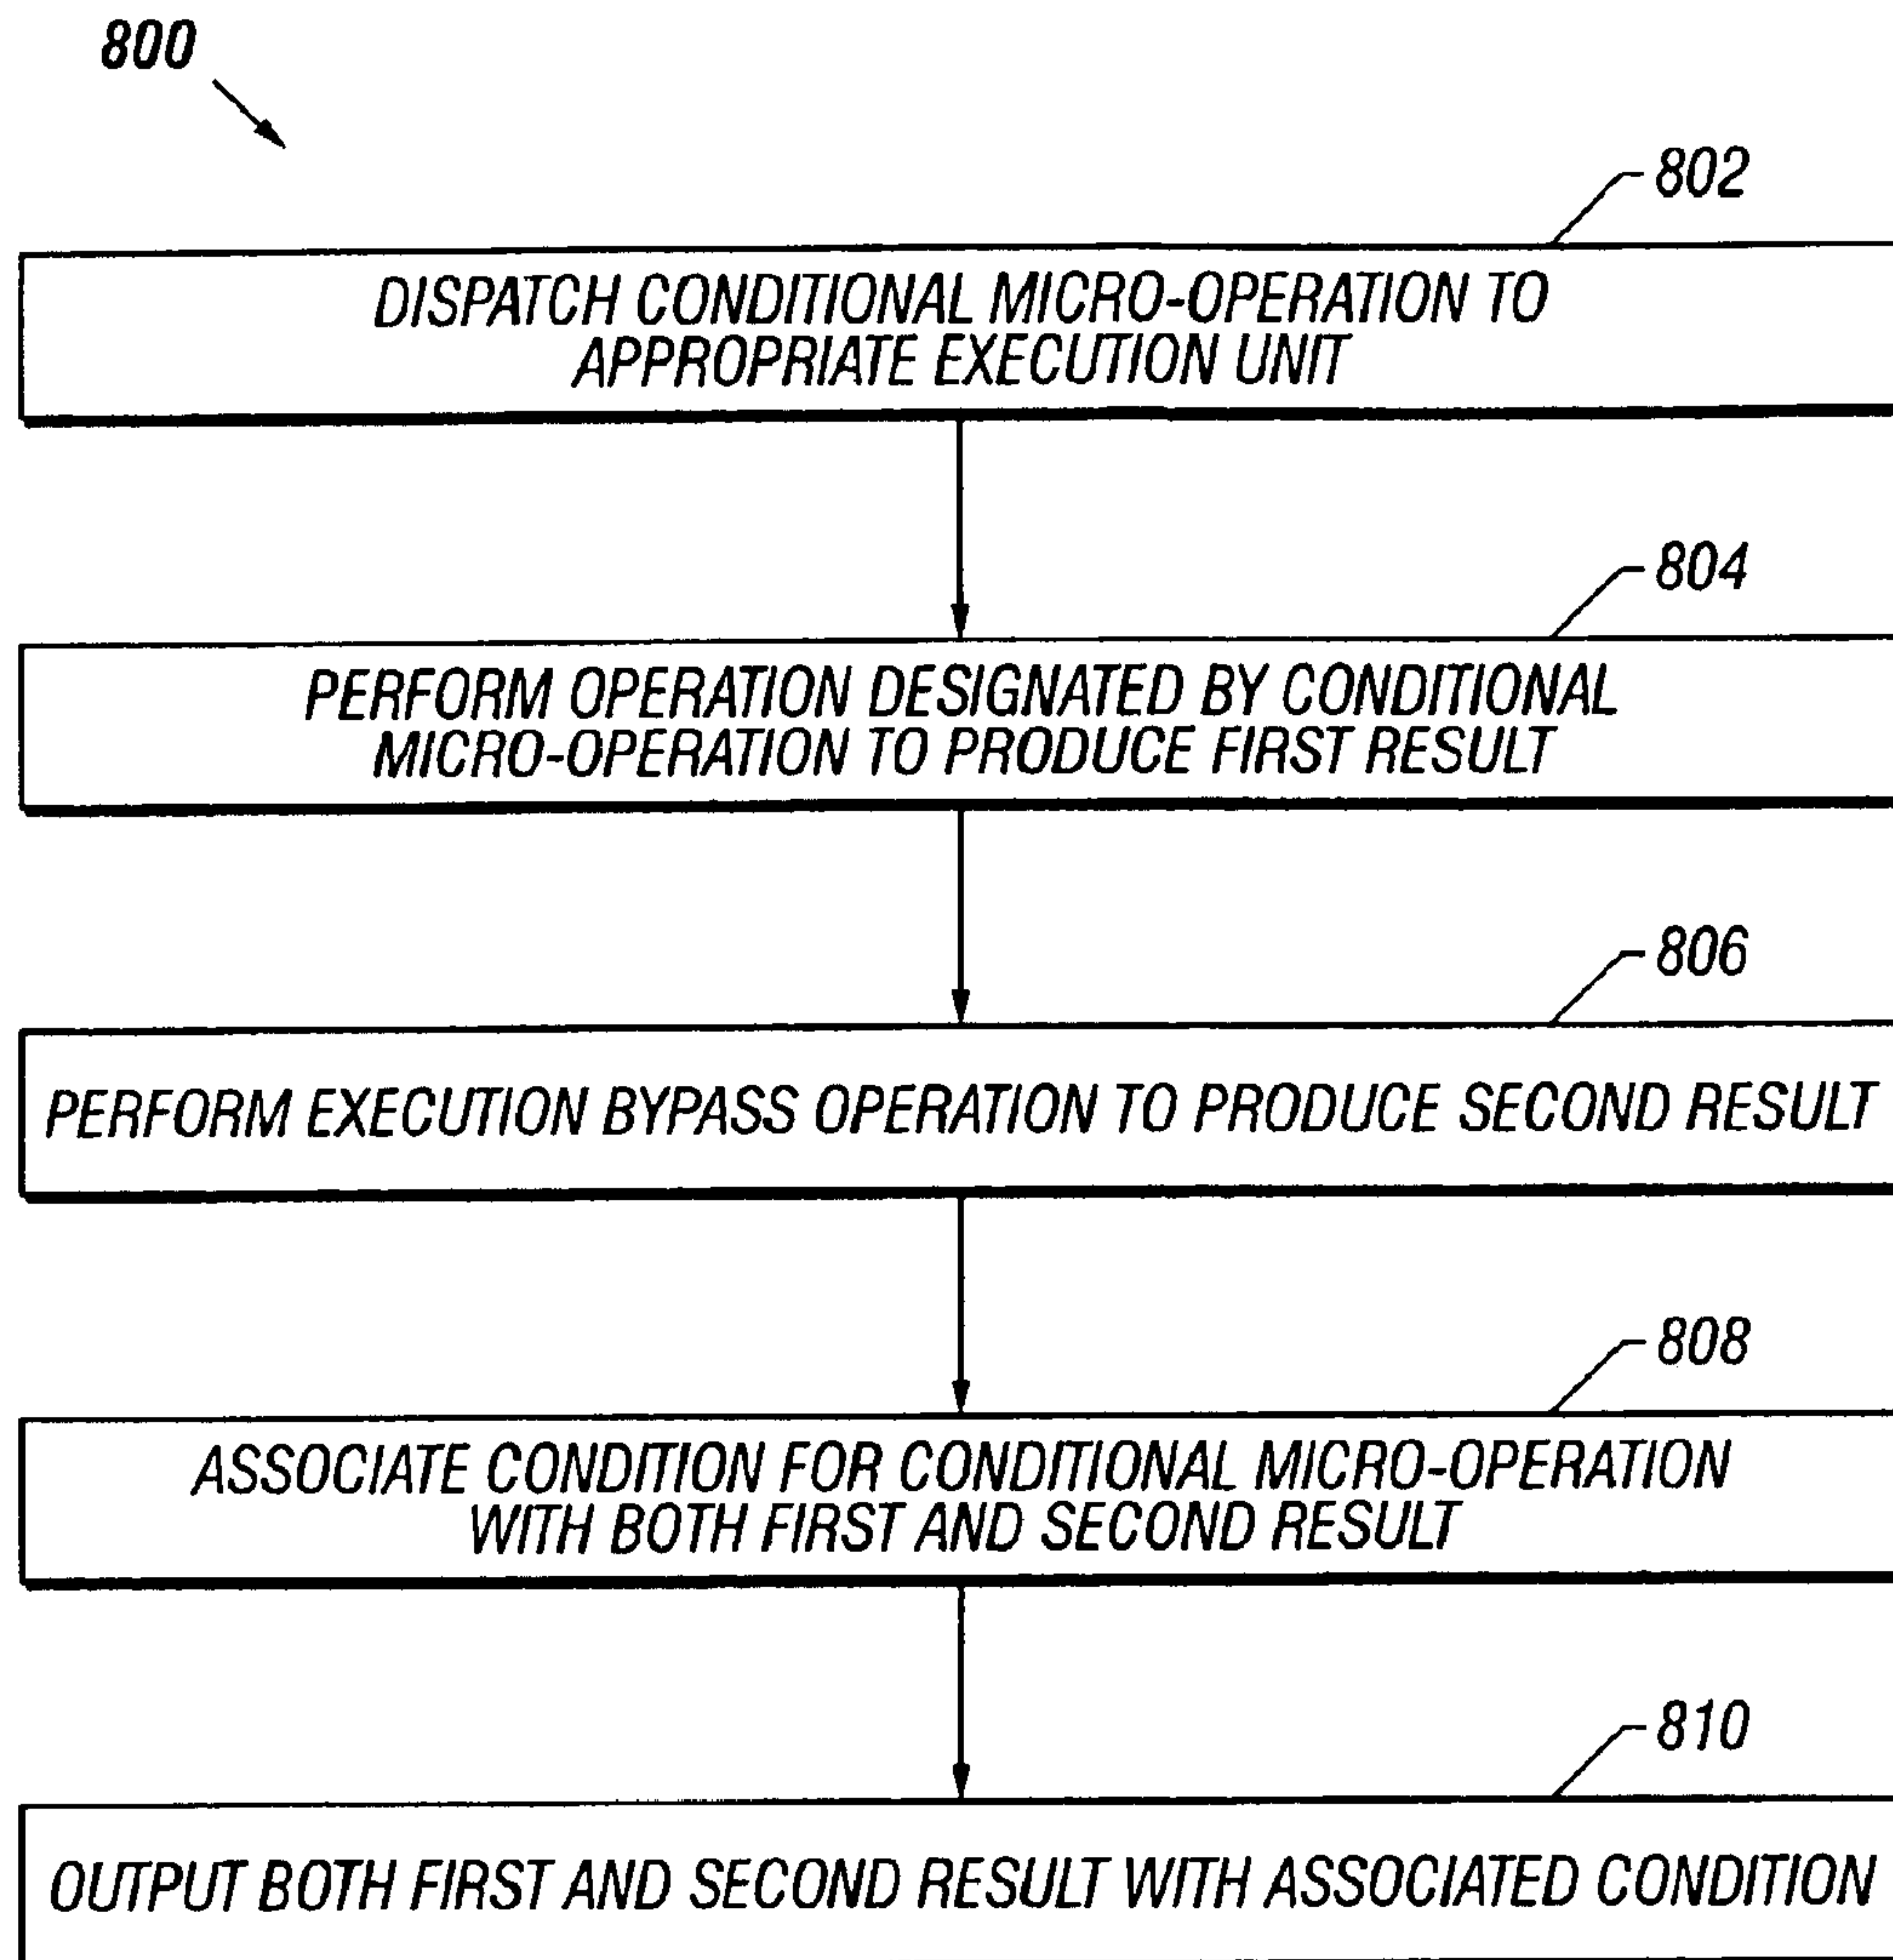 800
802
DISPATCH CONDITIONAL MICRO-OPERATION TO
APPROPRIATE EXECUTION UNIT
804
PERFORM OPERATION DESIGNATED BY CONDITIONAL
MICRO-OPERATION TO PRODUCE FIRST RESULT
806
PERFORM EXECUTION BYPASS OPERATION TO PRODUCE SECOND RESULT
808
ASSOCIATE CONDITION FOR CONDITIONAL MICRO-OPERATION
WITH BOTH FIRST AND SECOND RESULT
810
OUTPUT BOTH FIRST AND SECOND RESULT WITH ASSOCIATED CONDITION